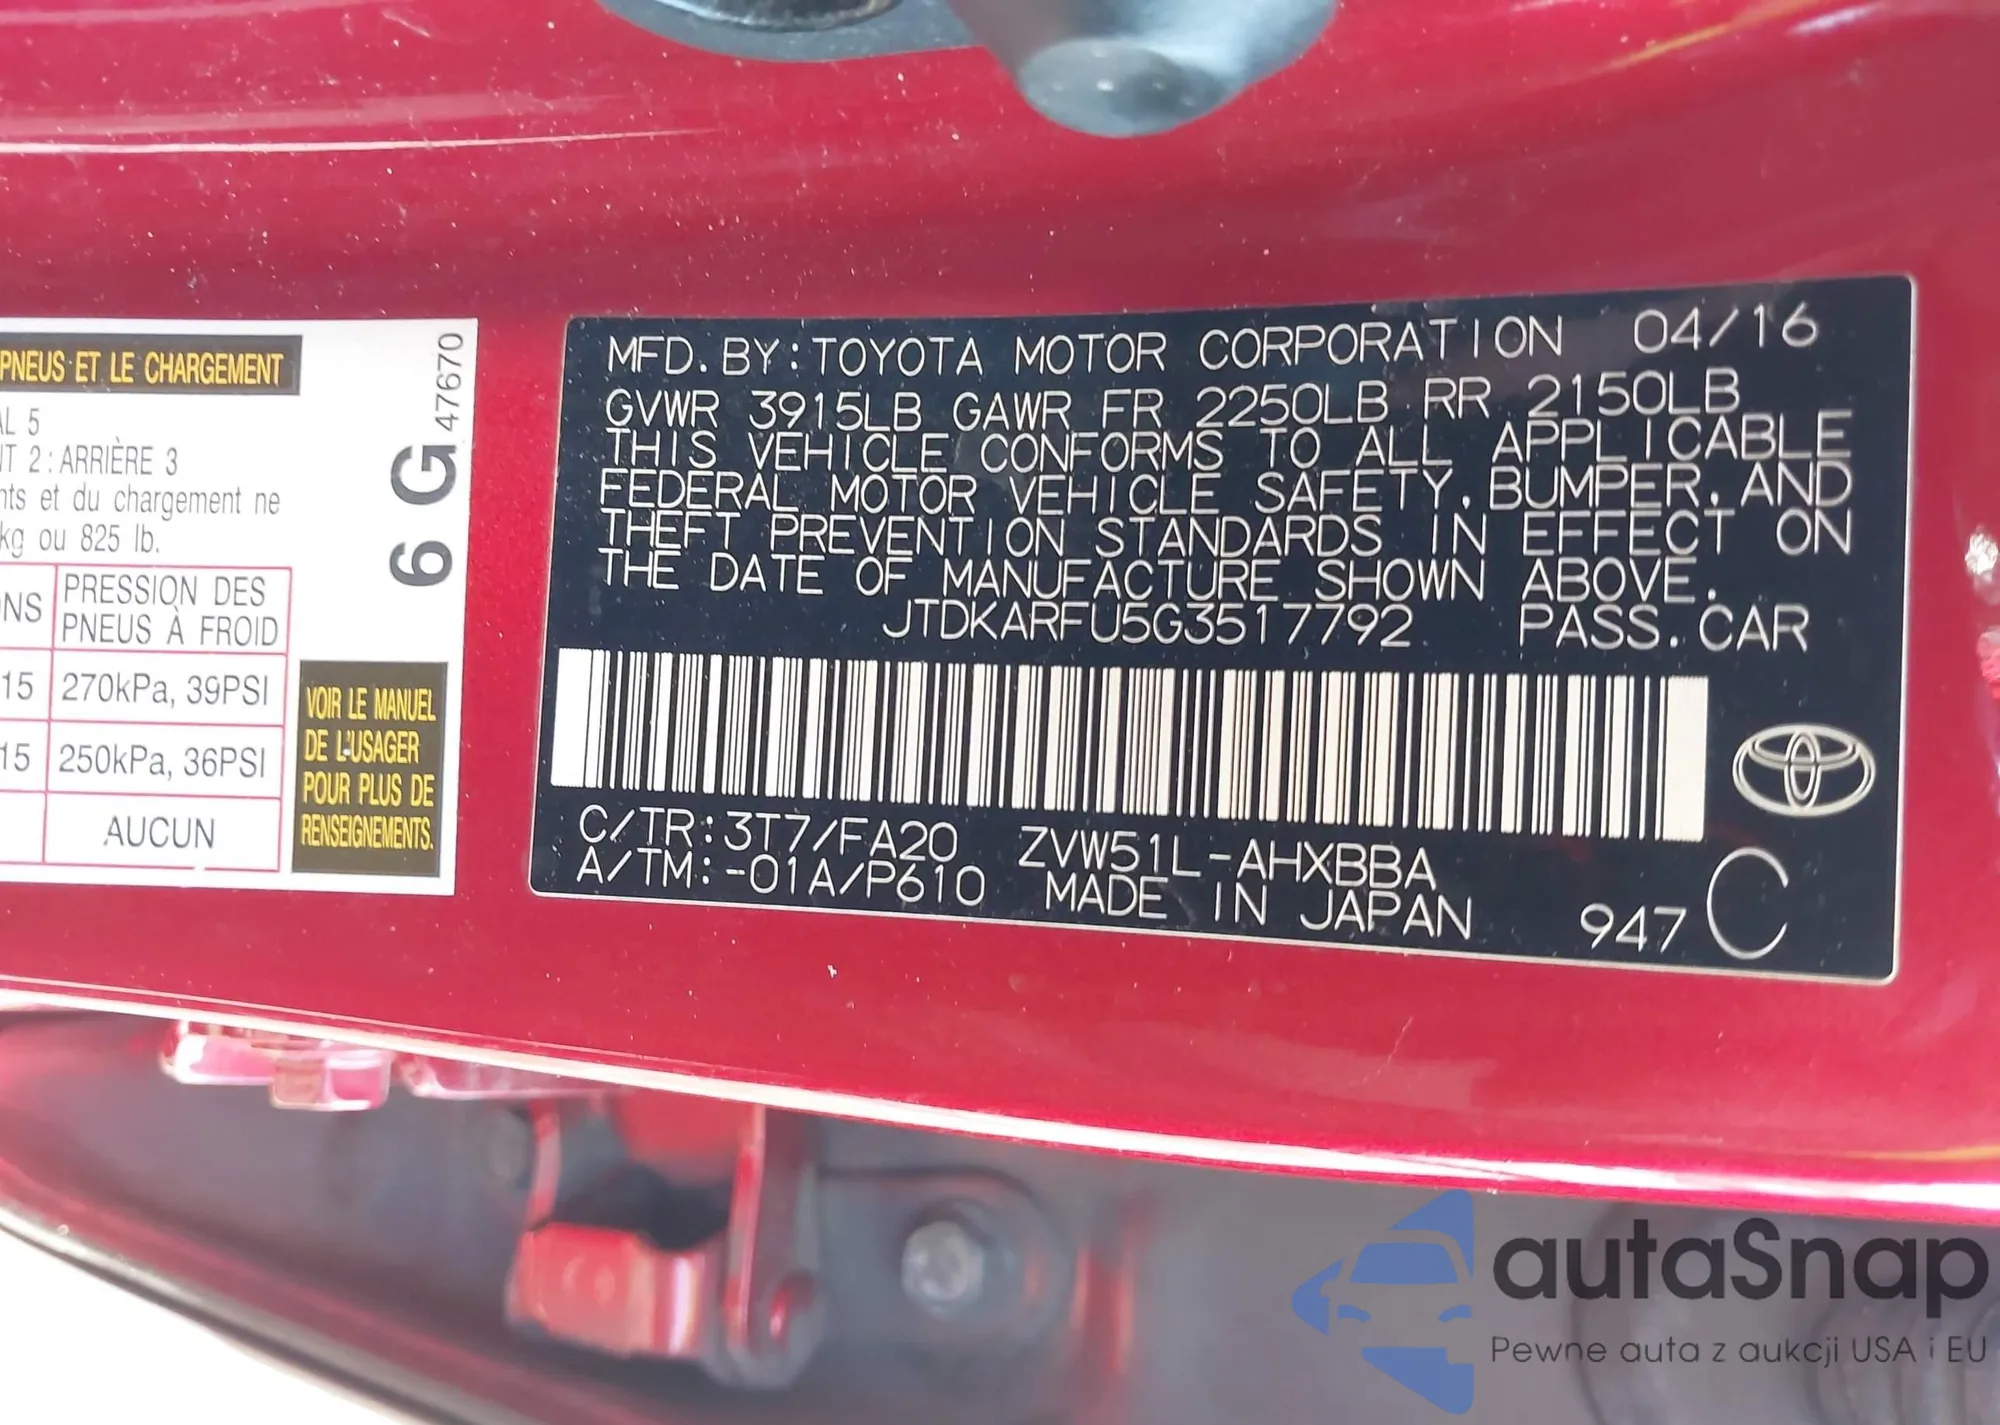 PNEUS ET LE CHARGEMENT
AL 5
NT 2 : ARRIÈRE 3
nts et du chargement ne
kg ou 825 lb.
NS PRESSION DES
PNEUS À FROID
15 270kPa, 39PSI
15 250kPa, 36PSI
AUCUN
6 G 47670
VOIR LE MANUEL
DE L'USAGER
POUR PLUS DE
RENSEIGNEMENTS.
MFD. BY: TOYOTA MOTOR CORPORATION 04/16
GVWR 3915LB GAWR FR 2250LB RR 2150LB
THIS VEHICLE CONFORMS TO ALL APPLICABLE
FEDERAL MOTOR VEHICLE SAFETY, BUMPER, AND
THEFT PREVENTION STANDARDS IN EFFECT ON
THE DATE OF MANUFACTURE SHOWN ABOVE.
JTDKARFU5G3517792 PASS. CAR
C/TR: 3T7/FA20 ZVW51L-AHXBBA
A/TM: -01A/P610 MADE IN JAPAN 947 C
autaSnap
Pewne auta z aukcji USA i EU